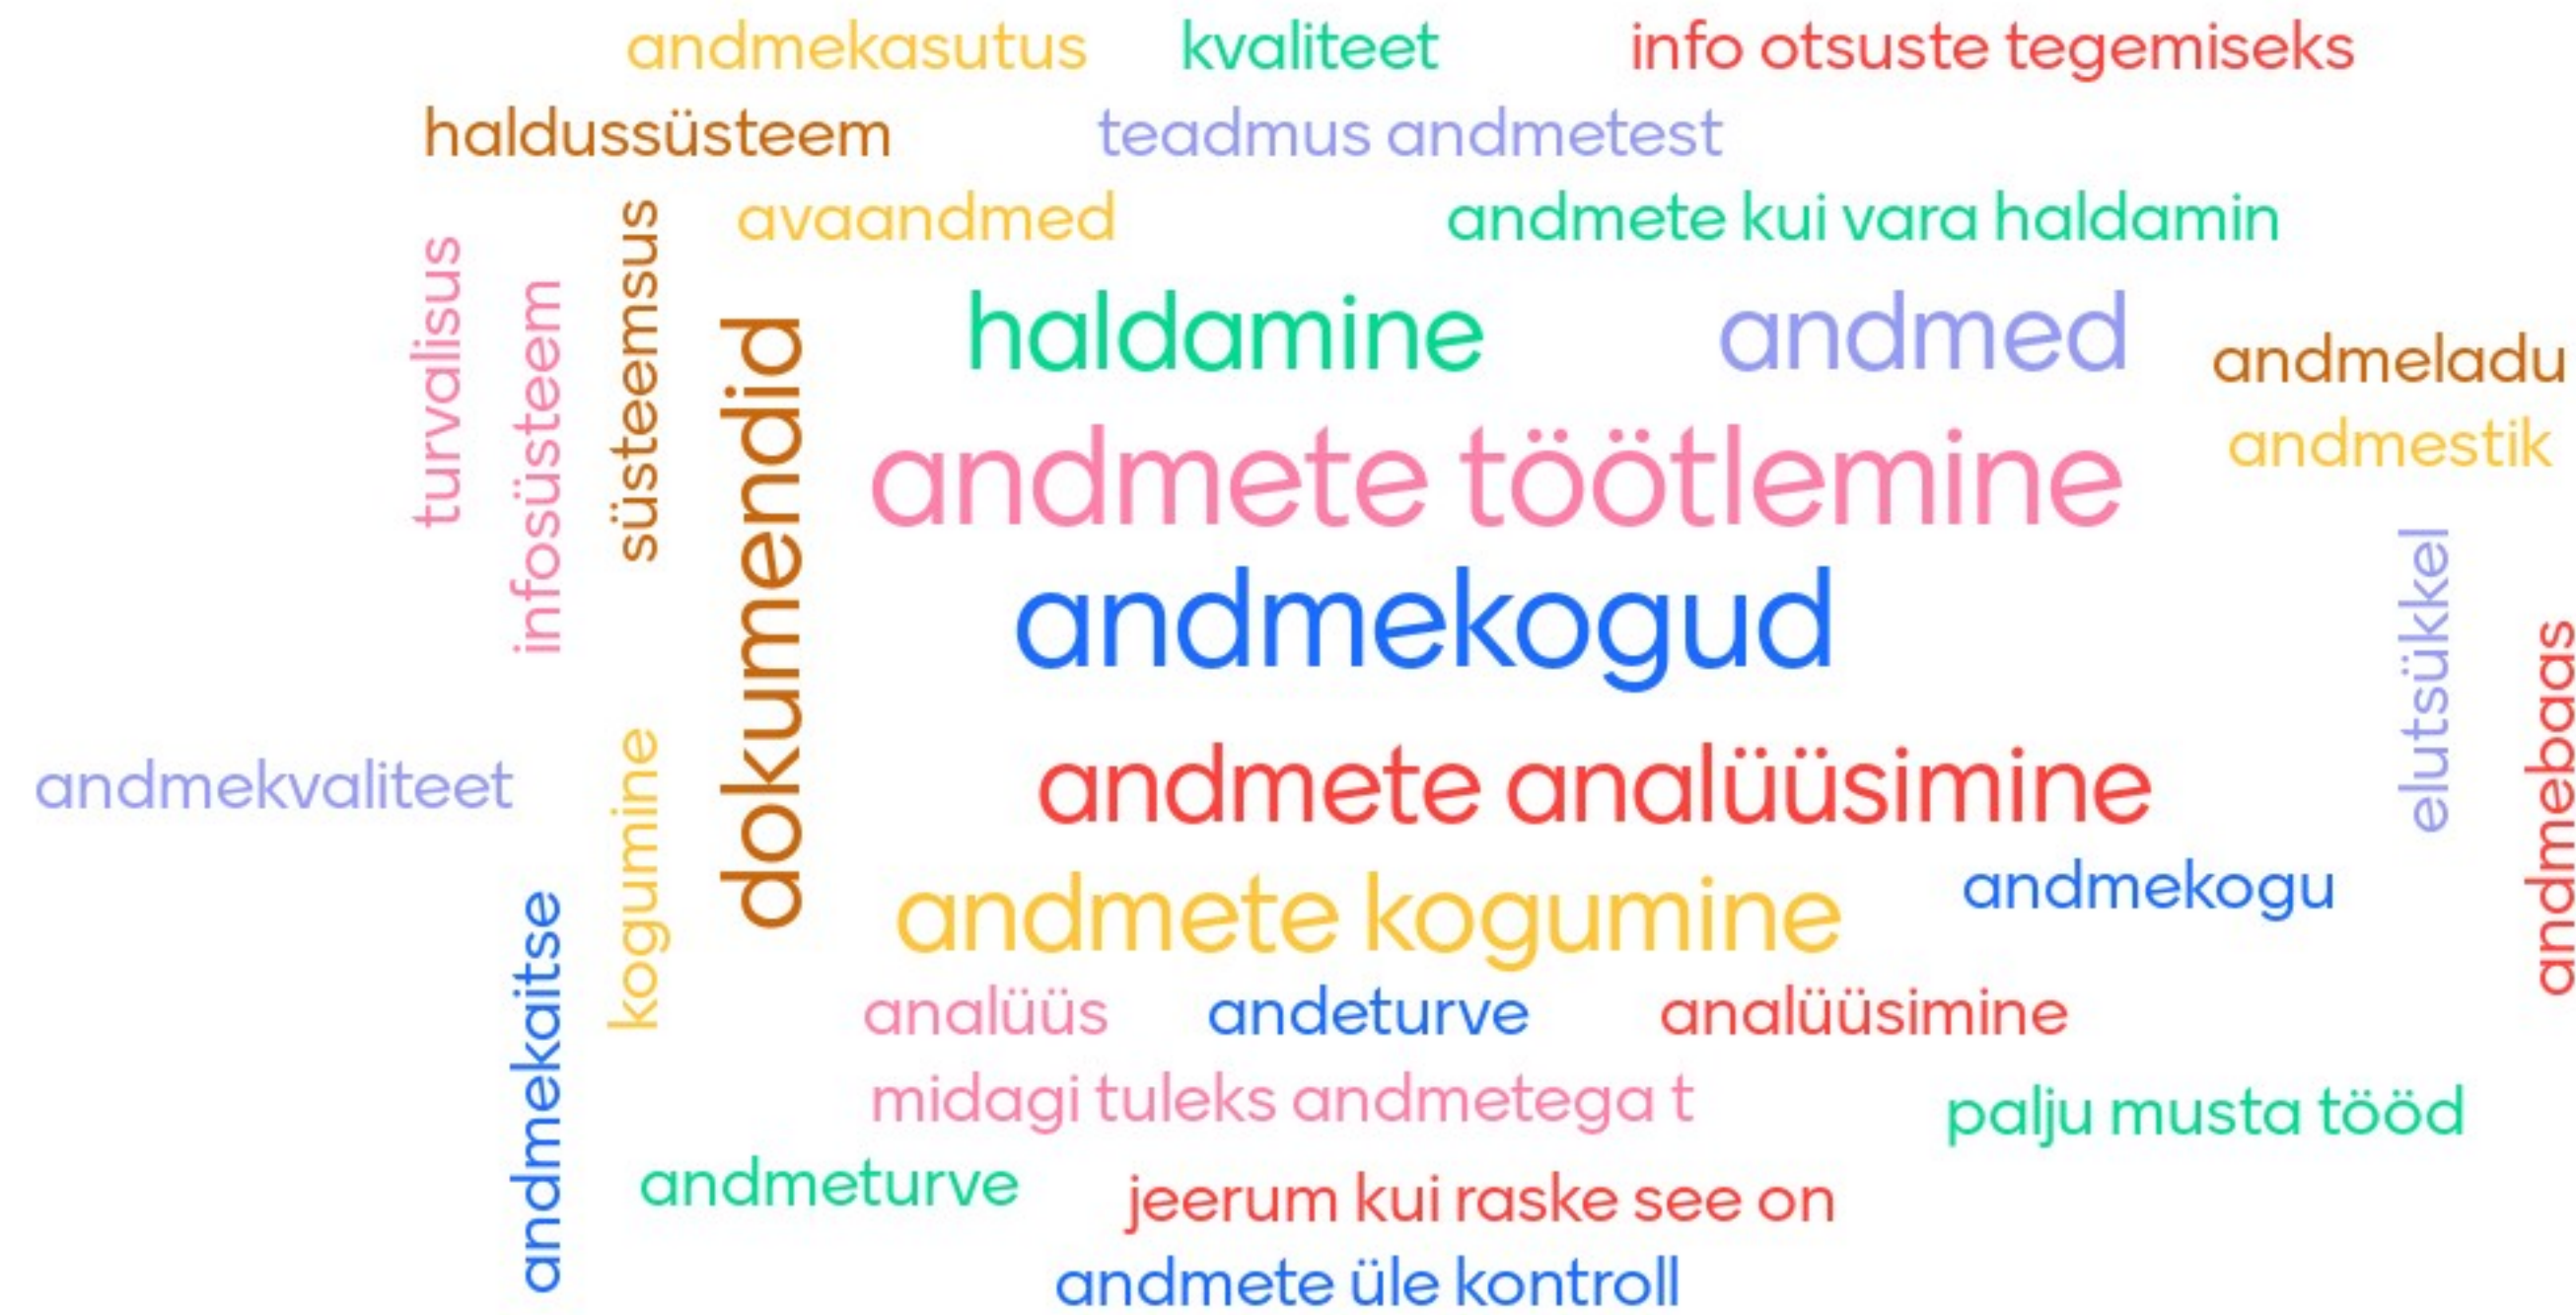 andmekasutus
kvaliteet
info otsuste tegemiseks
haldussüsteem
teadmus andmetest
avaandmed
andmete kui vara haldamin
turvalisus
infosüsteem
süsteemsus
dokumendid
haldamine
andmed
andmeladu
andmete töötlemine
andmestik
andmekogud
elutsükkel
andmebaas
andmekvaliteet
kogumine
andmete analüüsimine
andmekaitse
andmete kogumine
andmekogu
analüüs
andeturve
analüüsimine
midagi tuleks andmetega t
palju musta tööd
andmeturve
jeerum kui raske see on
andmete üle kontroll